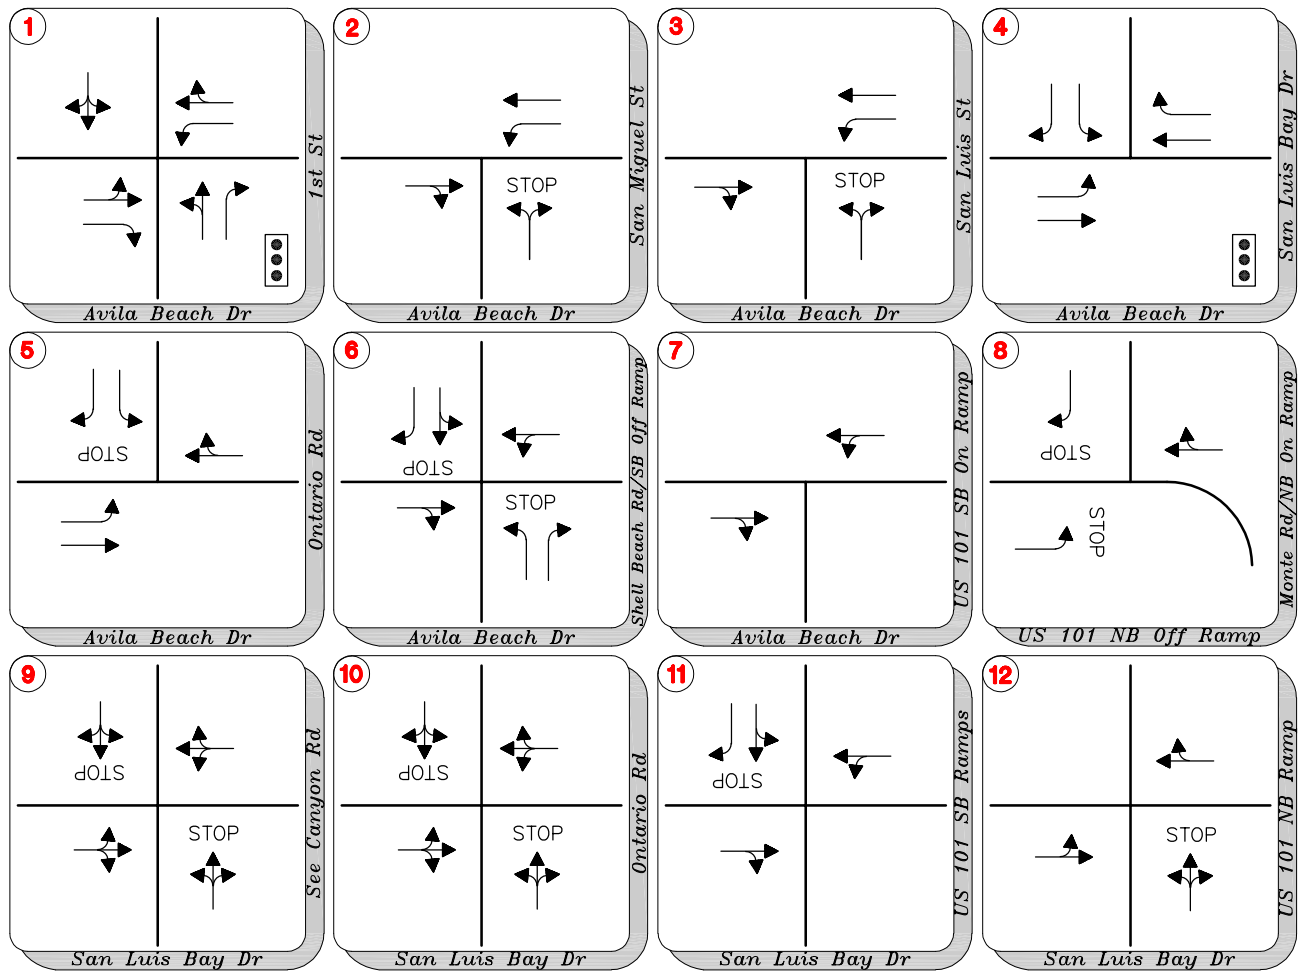 1
1st St
Avila Beach Dr
2
San Miguel St
STOP
Avila Beach Dr
3
San Luis St
STOP
Avila Beach Dr
4
San Luis Bay Dr
Avila Beach Dr
5
STOP
Ontario Rd
Avila Beach Dr
6
STOP
STOP
Shell Beach Rd/SB Off Ramp
Avila Beach Dr
7
US 101 SB On Ramp
Avila Beach Dr
8
STOP
STOP
Monte Rd/NB On Ramp
US 101 NB Off Ramp
9
STOP
STOP
See Canyon Rd
San Luis Bay Dr
10
STOP
STOP
Ontario Rd
San Luis Bay Dr
11
STOP
US 101 SB Ramps
San Luis Bay Dr
12
STOP
US 101 NB Ramp
San Luis Bay Dr